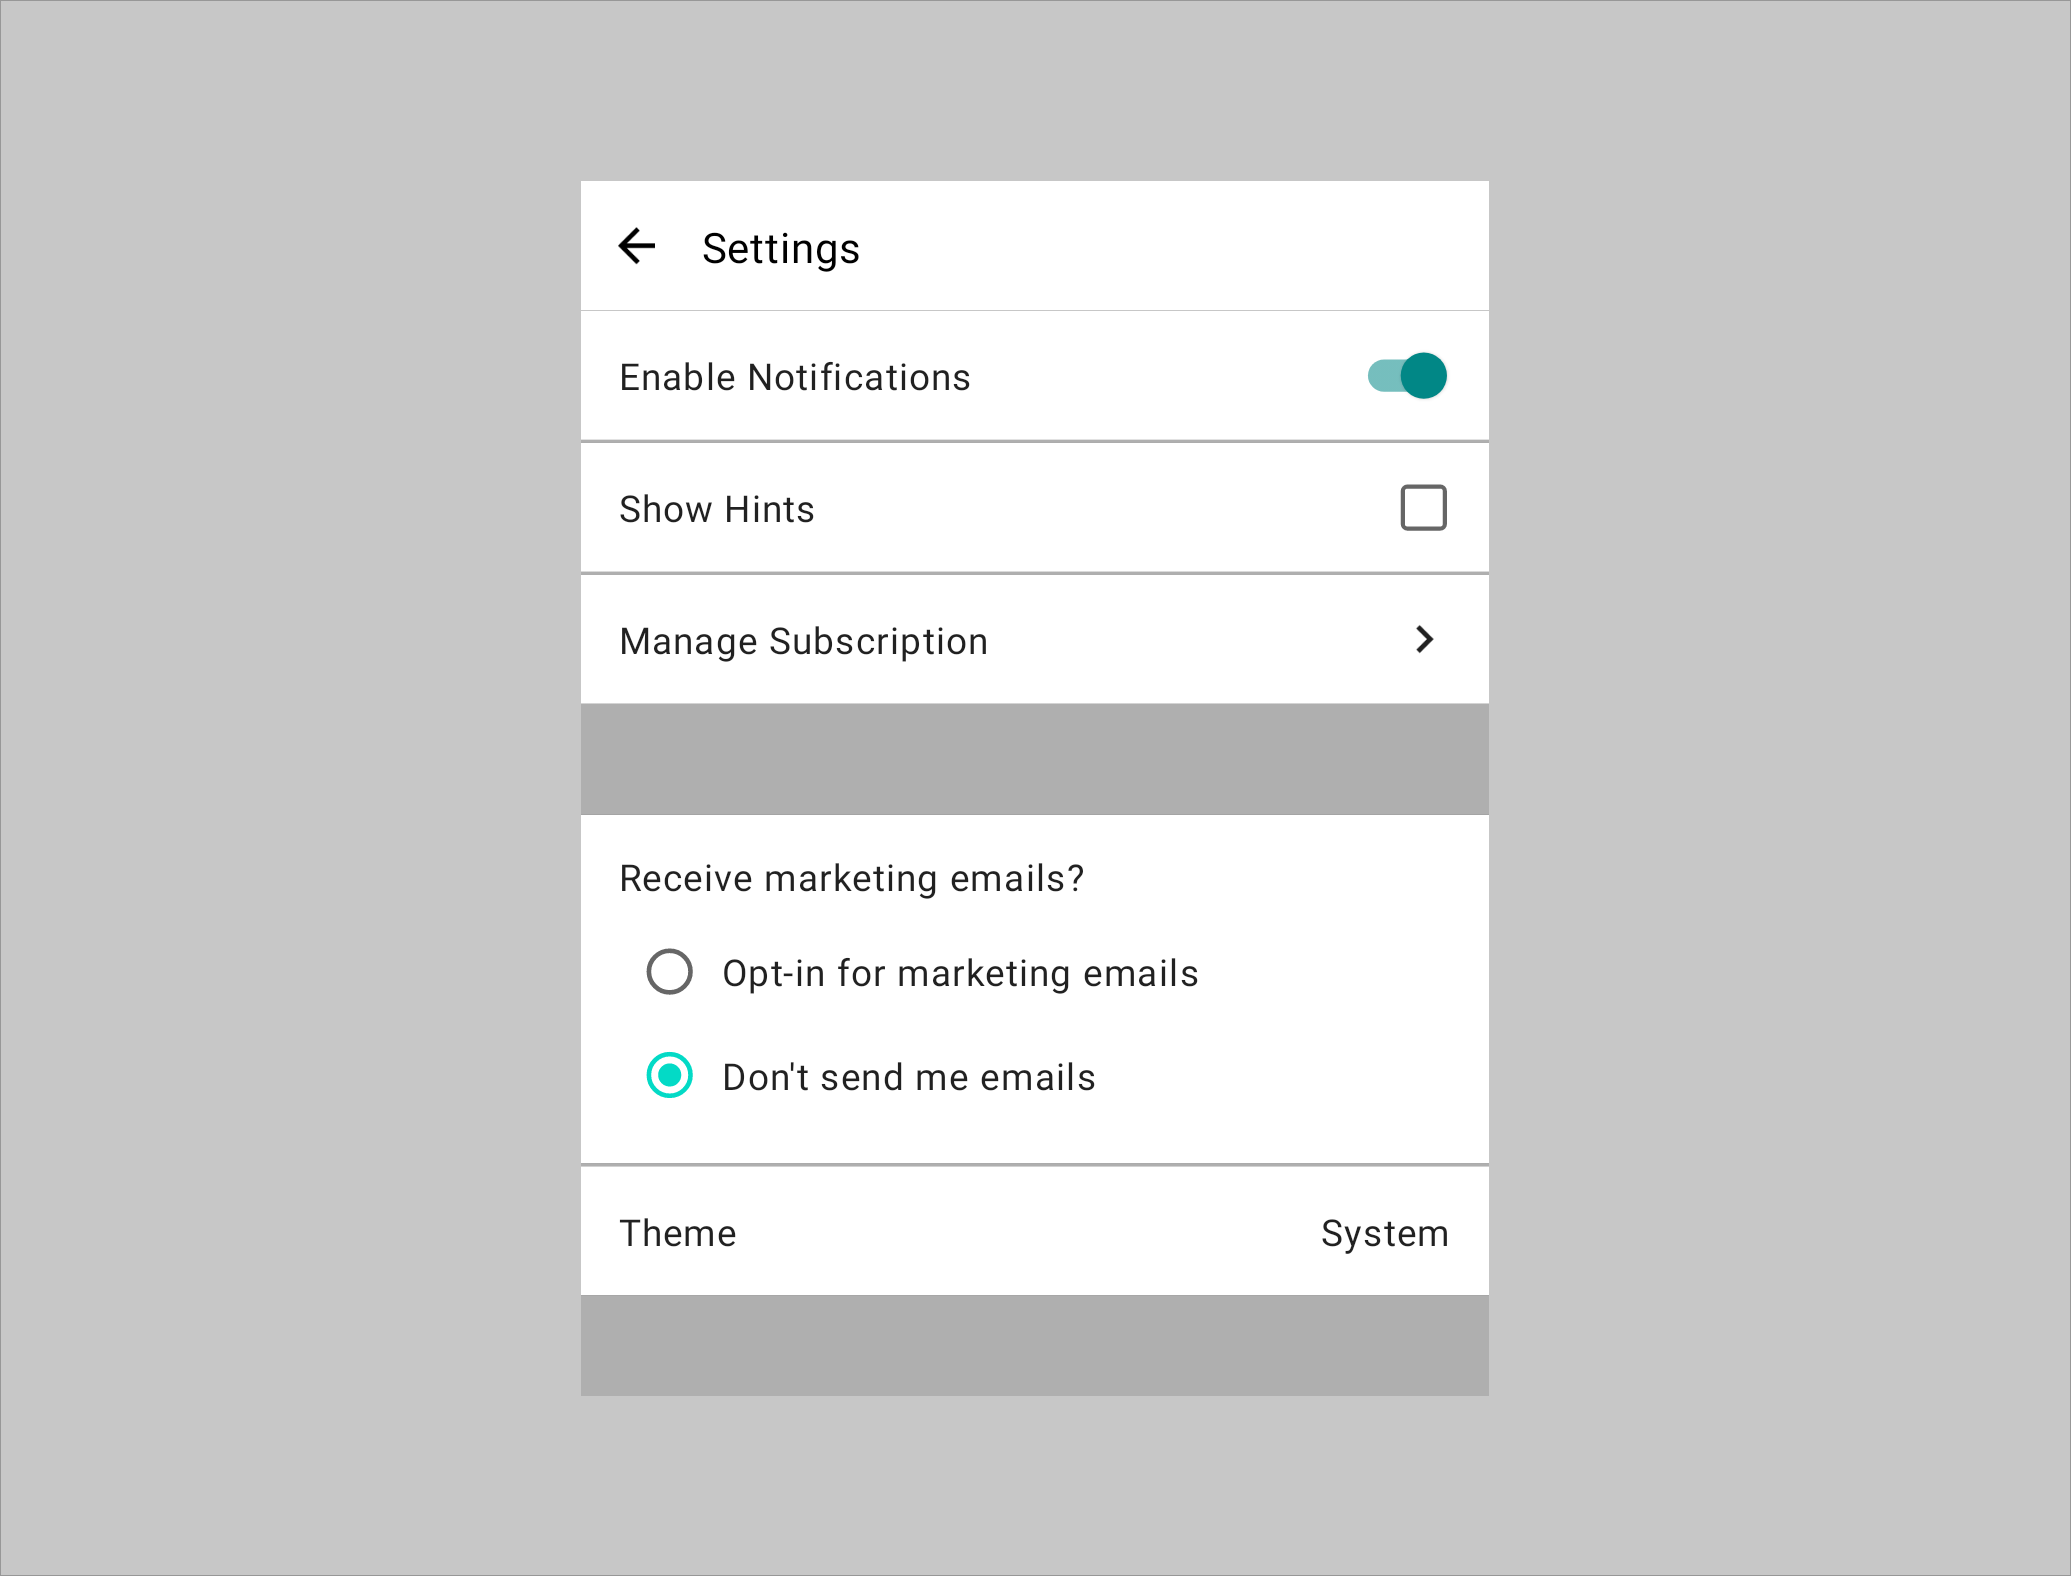 Settings
Enable Notifications
Show Hints
Manage Subscription
Receive marketing emails?
Opt-in for marketing emails
Don't send me emails
Theme System